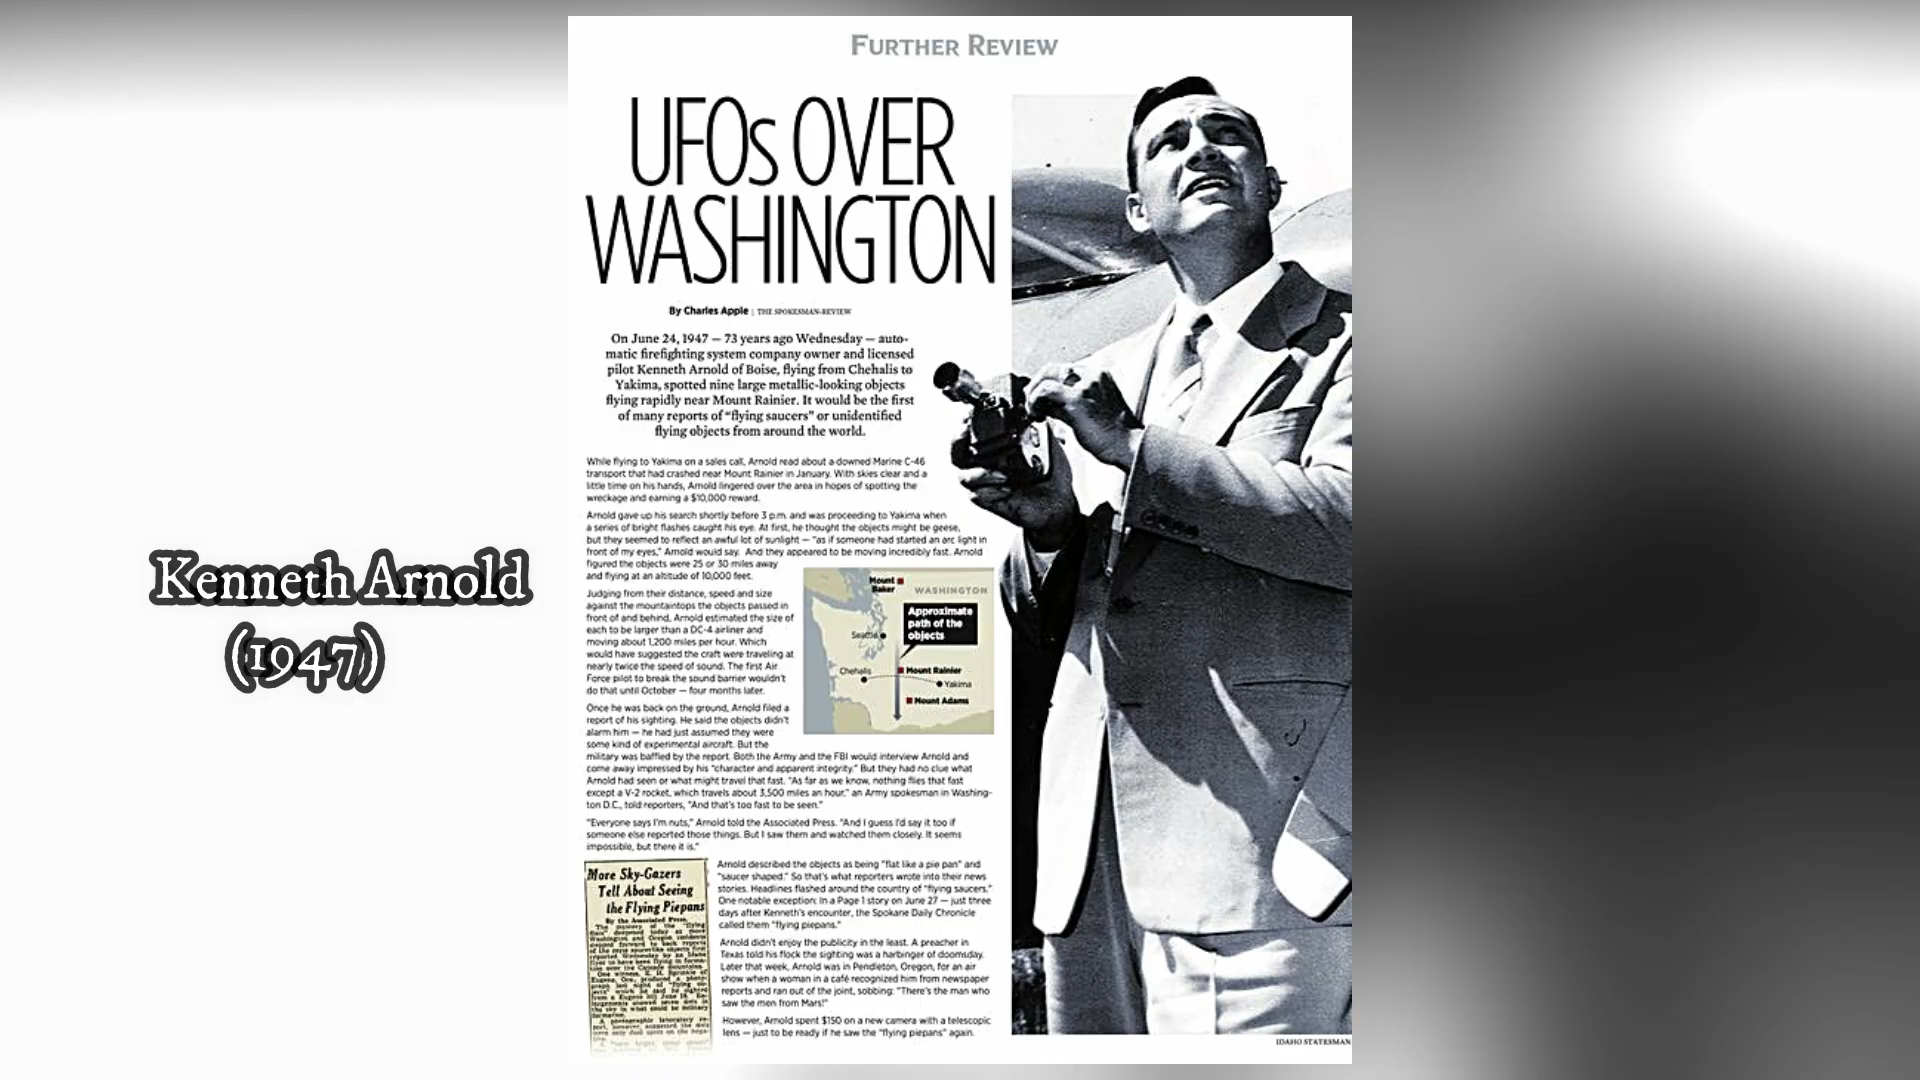 Kenneth Arnold
(1947)
FURTHER REVIEW
UFOs OVER
WASHINGTON
By Charles Apple | THE SPOKESMAN-REVIEW
On June 24, 1947 — 73 years ago Wednesday — auto-
matic firefighting system company owner and licensed
pilot Kenneth Arnold of Boise, flying from Chehalis to
Yakima, spotted nine large metallic-looking objects
flying rapidly near Mount Rainier. It would be the first
of many reports of "flying saucers" or unidentified
flying objects from around the world.
While flying to Yakima on a sales call, Arnold read about a downed Marine C-46
transport that had crashed near Mount Rainier in January. With skies clear and a
little time on his hands, Arnold lingered over the area in hopes of spotting the
wreckage and earning a $10,000 reward.
Arnold gave up his search shortly before 3 p.m. and was proceeding to Yakima when
a series of bright flashes caught his eye. At first, he thought the objects might be geese,
but they seemed to reflect an awful lot of sunlight — "as if someone had started an arc light in
front of my eyes," Arnold would say. And they appeared to be moving incredibly fast. Arnold
figured the objects were 25 or 30 miles away
and flying at an altitude of 10,000 feet.
Judging from their distance, speed and size
against the mountaintops the objects passed in
front of and behind, Arnold estimated the size of
each to be larger than a DC-4 airliner and
moving about 1,200 miles per hour. Which
would have suggested the craft were traveling at
nearly twice the speed of sound. The first Air
Force pilot to break the sound barrier wouldn't
do that until October — four months later.
Once he was back on the ground, Arnold filed a
report of his sighting. He said the objects didn't
alarm him — he had just assumed they were
some kind of experimental aircraft. But the
military was baffled by the report. Both the Army and the FBI would interview Arnold and
come away impressed by his "character and apparent integrity." But they had no clue what
Arnold had seen or what might travel that fast. "As far as we know, nothing flies that fast
except a V-2 rocket, which travels about 3,500 miles an hour," an Army spokesman in Washing-
ton D.C., told reporters, "And that's too fast to be seen."
"Everyone says I'm nuts," Arnold told the Associated Press. "And I guess I'd say it too if
someone else reported those things. But I saw them and watched them closely. It seems
impossible, but there it is."
Mount
Baker
WASHINGTON
Approximate
path of the
objects
Seattle
Chehalis
Mount Rainier
Yakima
Mount Adams
More Sky-Gazers
Tell About Seeing
the Flying Piepans
By the Associated Press.
Arnold described the objects as being "flat like a pie pan" and
"saucer shaped." So that's what reporters wrote into their news
stories. Headlines flashed around the country of "flying saucers."
One notable exception: In a Page 1 story on June 27 — just three
days after Kenneth's encounter, the Spokane Daily Chronicle
called them "flying piepans."
Arnold didn't enjoy the publicity in the least. A preacher in
Texas told his flock the sighting was a harbinger of doomsday.
Later that week, Arnold was in Pendleton, Oregon, for an air
show when a woman in a café recognized him from newspaper
reports and ran out of the joint, sobbing: "There's the man who
saw the men from Mars!"
However, Arnold spent $150 on a new camera with a telescopic
lens — just to be ready if he saw the "flying piepans" again.
IDAHO STATESMAN